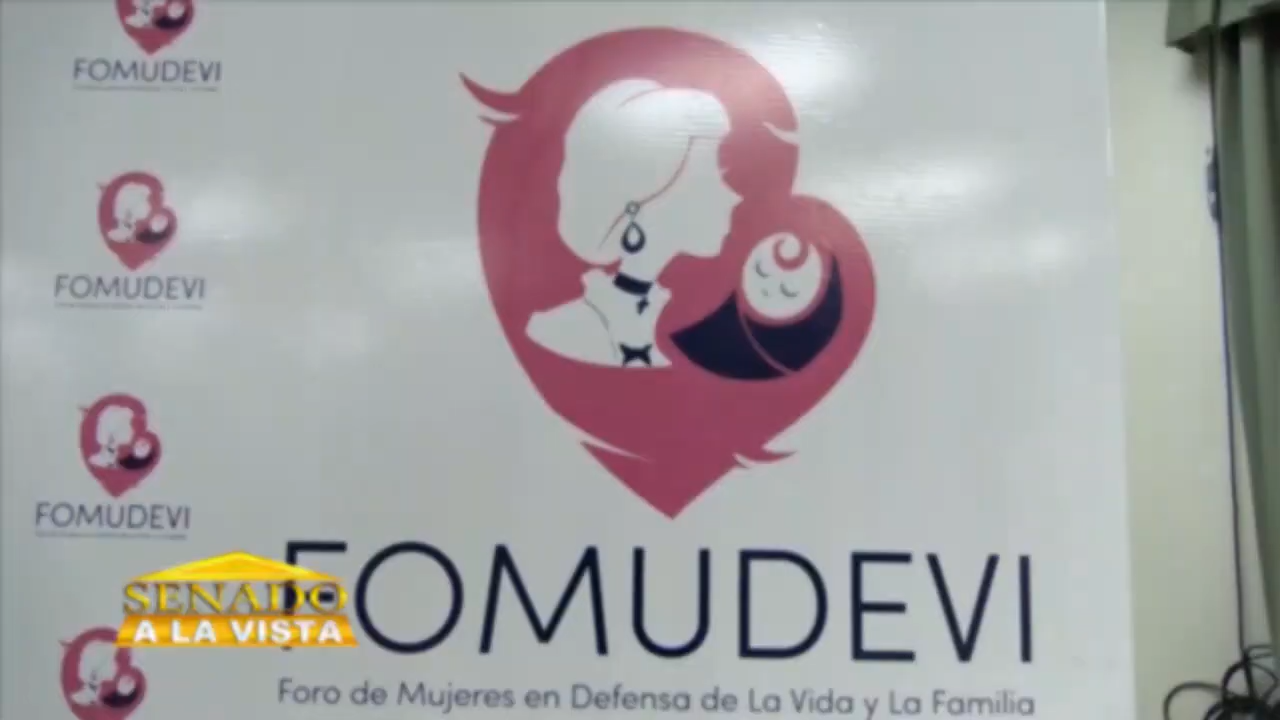 FOMUDEVI
FOMUDEVI
FOMUDEVI
SENADO
A LA VISTA
FOMUDEVI
Foro de Mujeres en Defensa de La Vida y La Familia